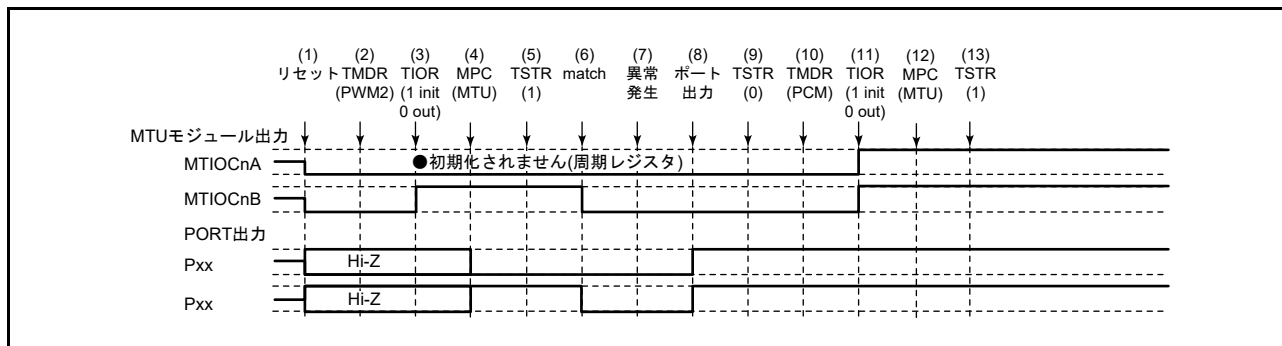 (1) (2) (3) (4) (5) (6) (7) (8) (9) (10) (11) (12) (13)
リセット TMDR TIOR MPC TSTR match 異常 ポート TSTR TMDR TIOR MPC TSTR
(PWM2) (1 init (MTU) (1) 発生 出力 (0) (PCM) (1 init (MTU) (1)
0 out) 0 out)
MTUモジュール出力
MTIOCnA ●初期化されません(周期レジスタ)
MTIOCnB
PORT出力
Pxx Hi-Z
Pxx Hi-Z